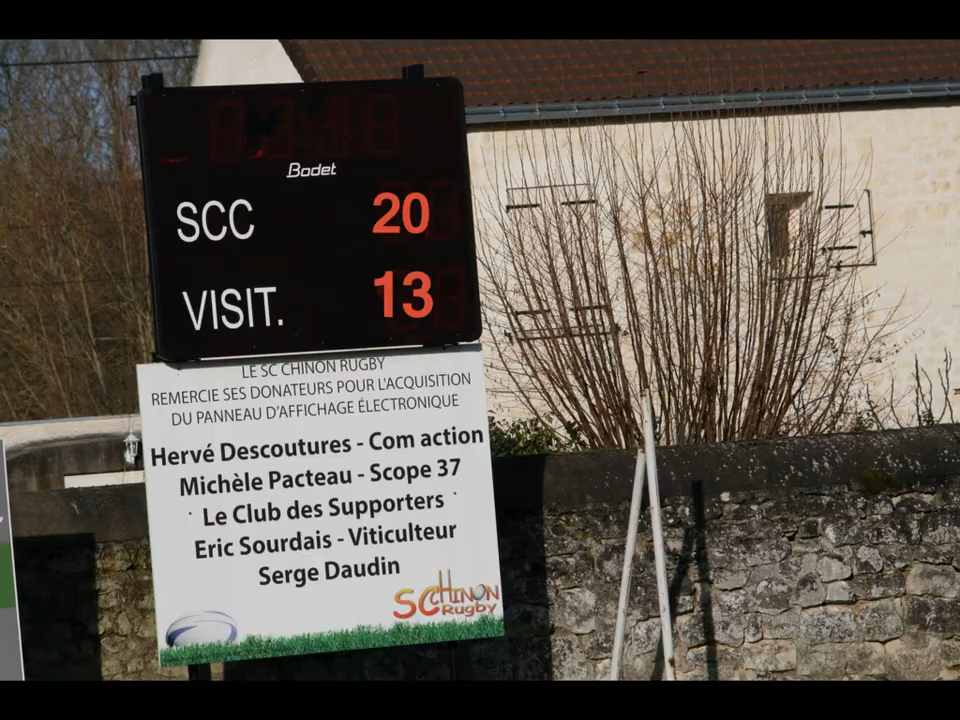 Bodet
SCC 20
VISIT. 13
LE SC CHINON RUGBY
REMERCIE SES DONATEURS POUR L'ACQUISITION
DU PANNEAU D'AFFICHAGE ÉLECTRONIQUE
Hervé Descoutures - Com action
Michèle Pacteau - Scope 37
Le Club des Supporters
Eric Sourdais - Viticulteur
Serge Daudin
SC CHINON
Rugby